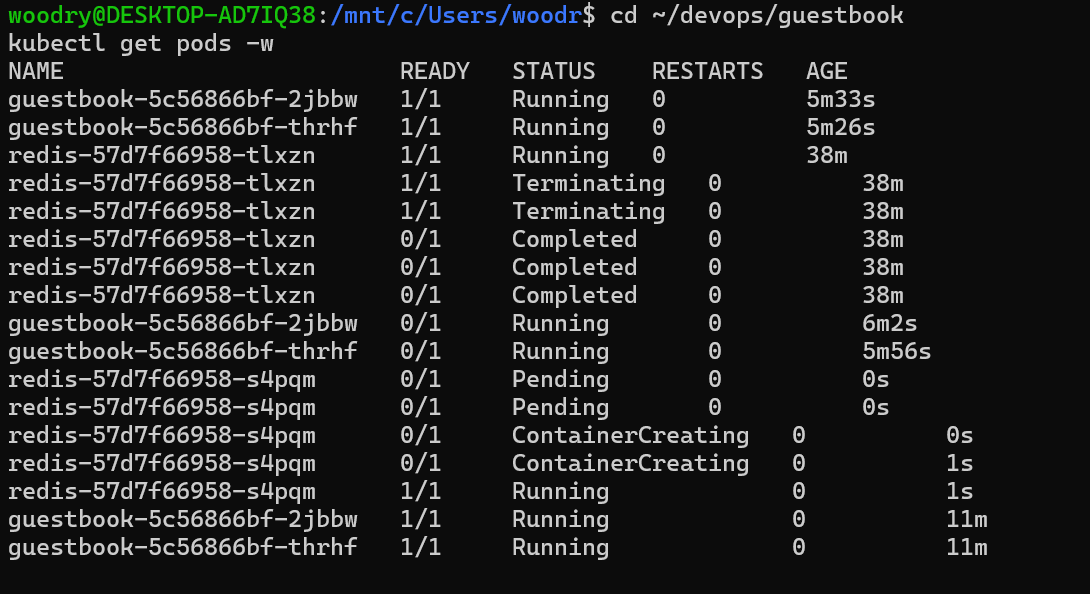 woodry@DESKTOP-AD7IQ38:/mnt/c/Users/woodr$ cd ~/devops/guestbook
kubectl get pods -w
NAME                        READY   STATUS    RESTARTS   AGE
guestbook-5c56866bf-2jbbw   1/1     Running   0          5m33s
guestbook-5c56866bf-thrhf   1/1     Running   0          5m26s
redis-57d7f66958-tlxzn      1/1     Running   0          38m
redis-57d7f66958-tlxzn      1/1     Terminating   0          38m
redis-57d7f66958-tlxzn      1/1     Terminating   0          38m
redis-57d7f66958-tlxzn      0/1     Completed     0          38m
redis-57d7f66958-tlxzn      0/1     Completed     0          38m
redis-57d7f66958-tlxzn      0/1     Completed     0          38m
guestbook-5c56866bf-2jbbw   0/1     Running       0          6m2s
guestbook-5c56866bf-thrhf   0/1     Running       0          5m56s
redis-57d7f66958-s4pqm      0/1     Pending       0          0s
redis-57d7f66958-s4pqm      0/1     Pending       0          0s
redis-57d7f66958-s4pqm      0/1     ContainerCreating   0          0s
redis-57d7f66958-s4pqm      0/1     ContainerCreating   0          1s
redis-57d7f66958-s4pqm      1/1     Running             0          1s
guestbook-5c56866bf-2jbbw   1/1     Running             0          11m
guestbook-5c56866bf-thrhf   1/1     Running             0          11m